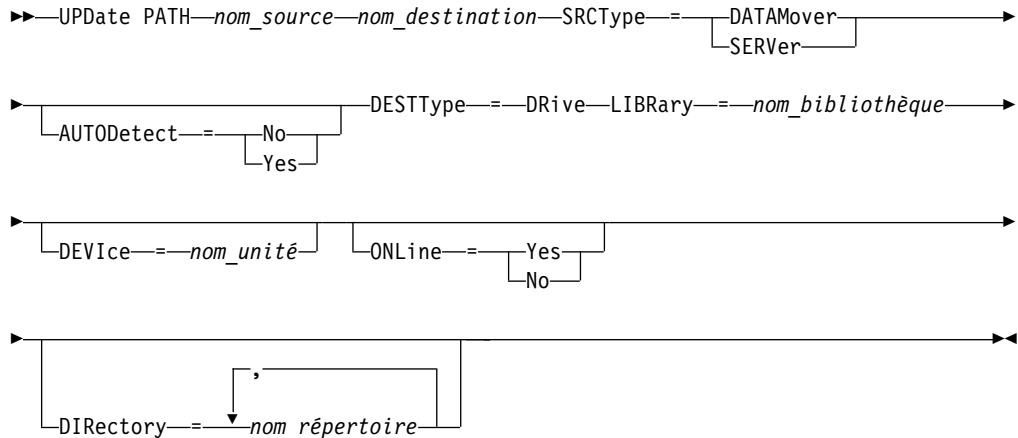 UPDate PATH nom_source nom_destination SRCType = DATAMover
SERVer
AUTODetect = No DESTType = DRive LIBRary = nom_bibliothèque
Yes
DEVIce = nom_unité ONLine = Yes
No
,
DIRectory = nom répertoire